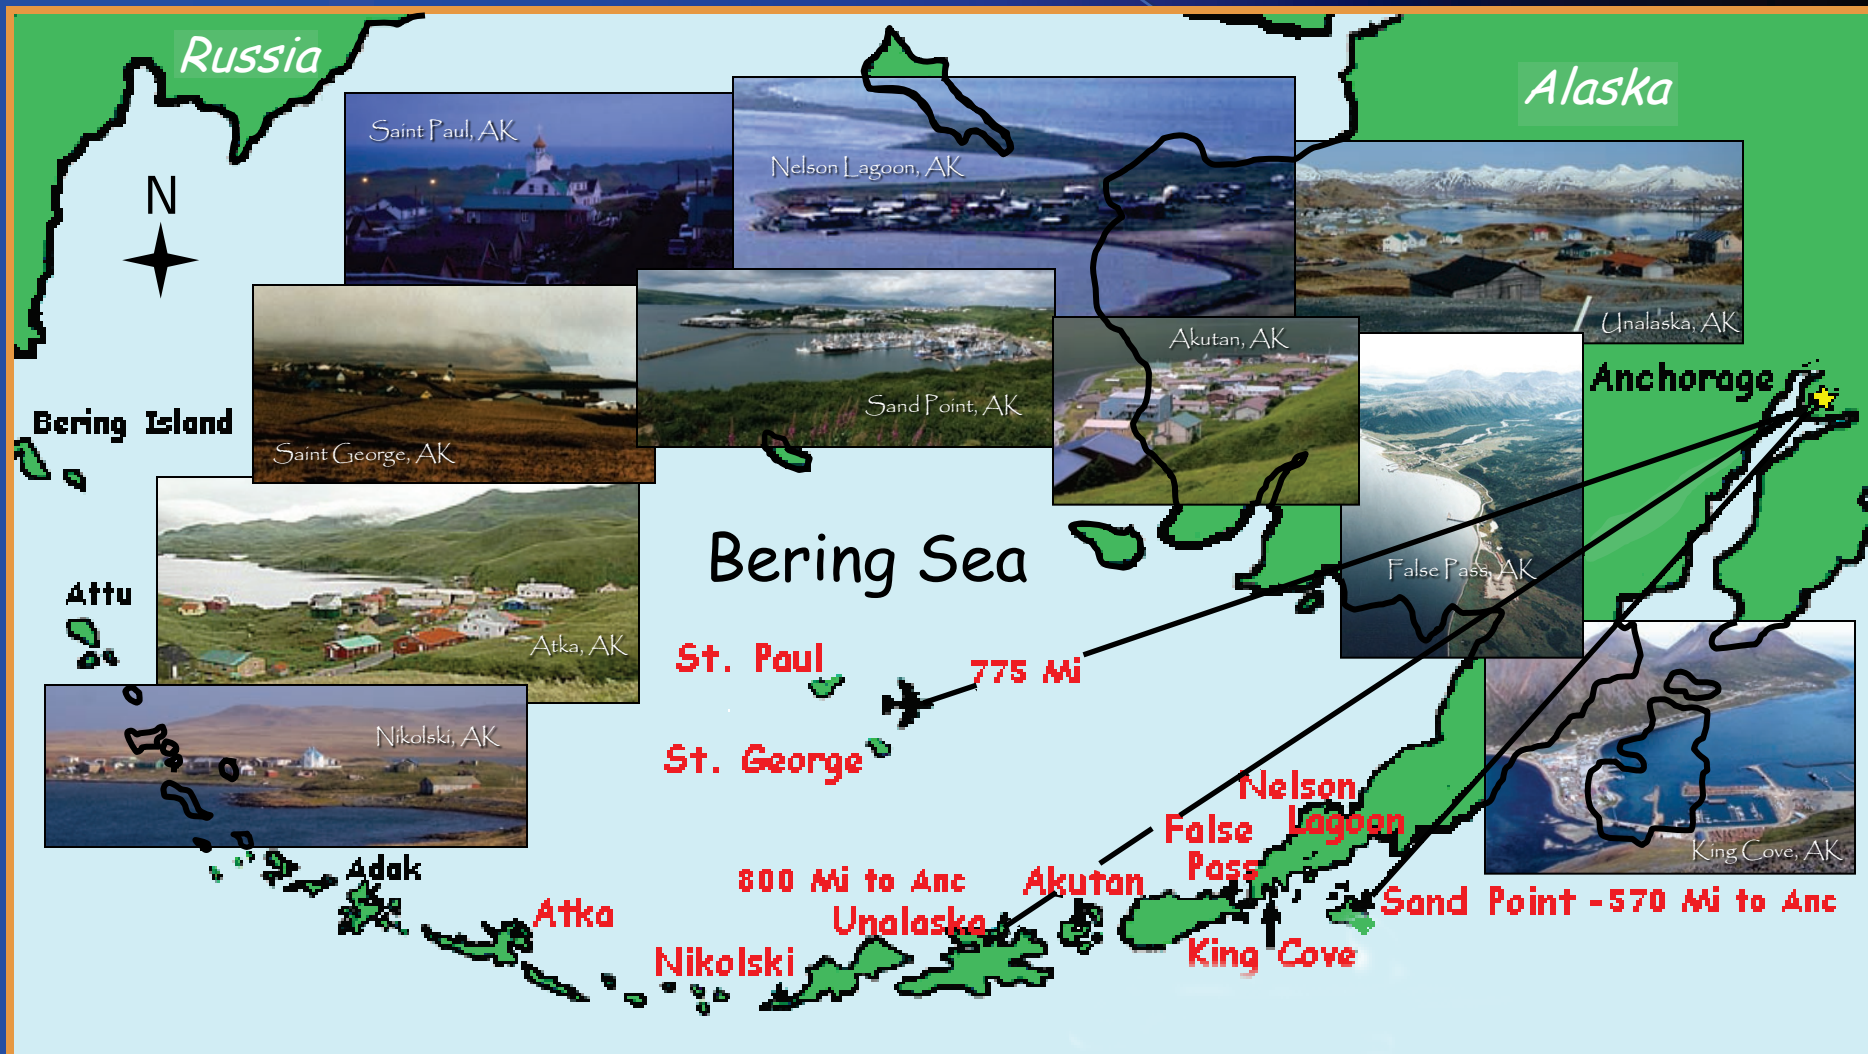 Russia
Alaska
Saint Paul, AK
Nelson Lagoon, AK
N
Unalaska, AK
Akutan, AK
Anchorage
Sand Point, AK
Bering Island
Saint George, AK
Bering Sea
False Pass, AK
Attu
Atka, AK
St. Paul
775 Mi
Nikolski, AK
St. George
Nelson
Lagoon
False
Pass
King Cove, AK
Adak
800 Mi to Anc
Akutan
Sand Point -570 Mi to Anc
Atka
Unalaska
King Cove
Nikolski